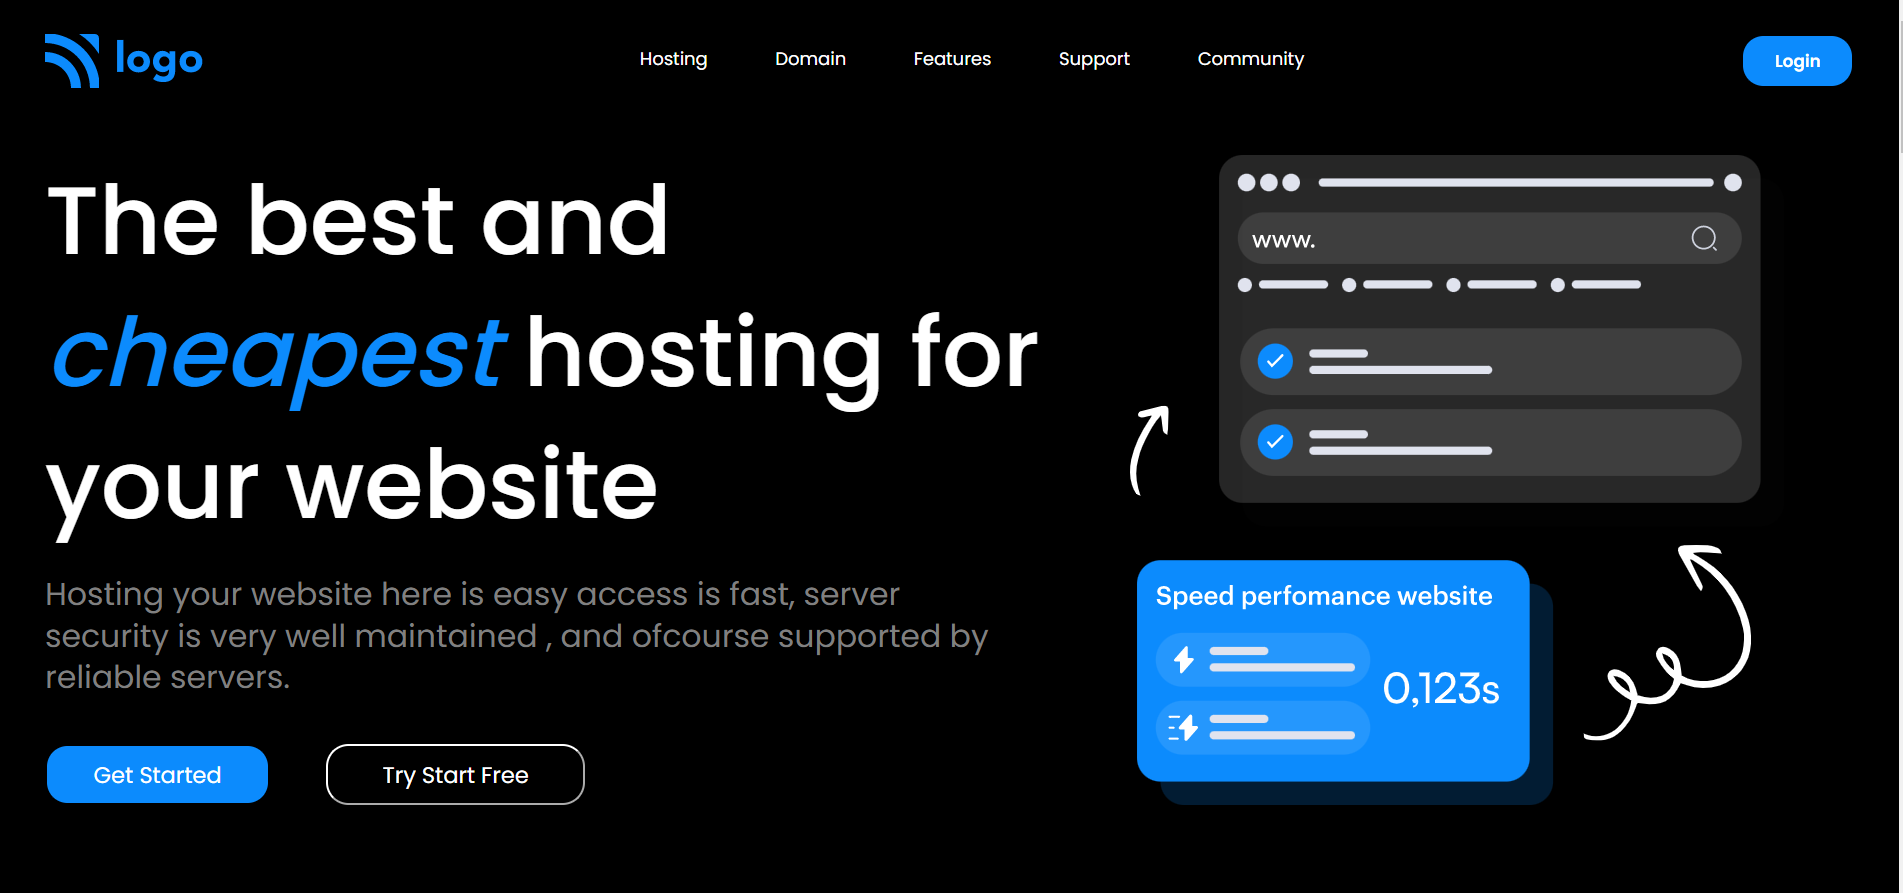 logo
Hosting Domain Features Support Community
Login
The best and
cheapest hosting for
your website
Hosting your website here is easy access is fast, server
security is very well maintained , and ofcourse supported by
reliable servers.
Get Started
Try Start Free
www.
Speed perfomance website
0,123s